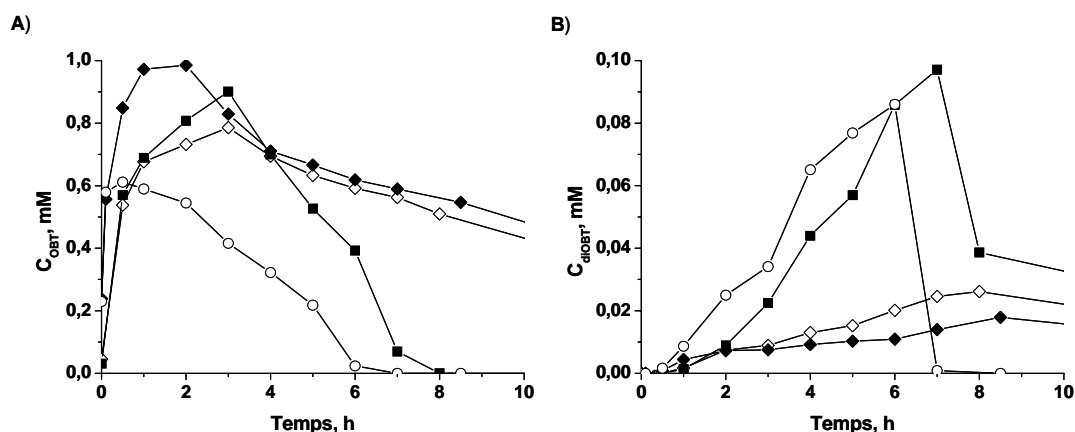 A)
B)
1,0
0,8
0,6
0,4
0,2
0,0
C_OBT, mM
0 2 4 6 8 10
Temps, h
0,10
0,08
0,06
0,04
0,02
0,00
C_diOBT, mM
0 2 4 6 8 10
Temps, h